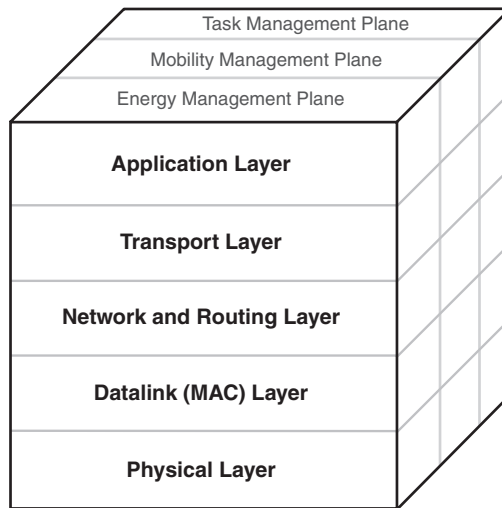 Task Management Plane
Mobility Management Plane
Energy Management Plane
Application Layer
Transport Layer
Network and Routing Layer
Datalink (MAC) Layer
Physical Layer